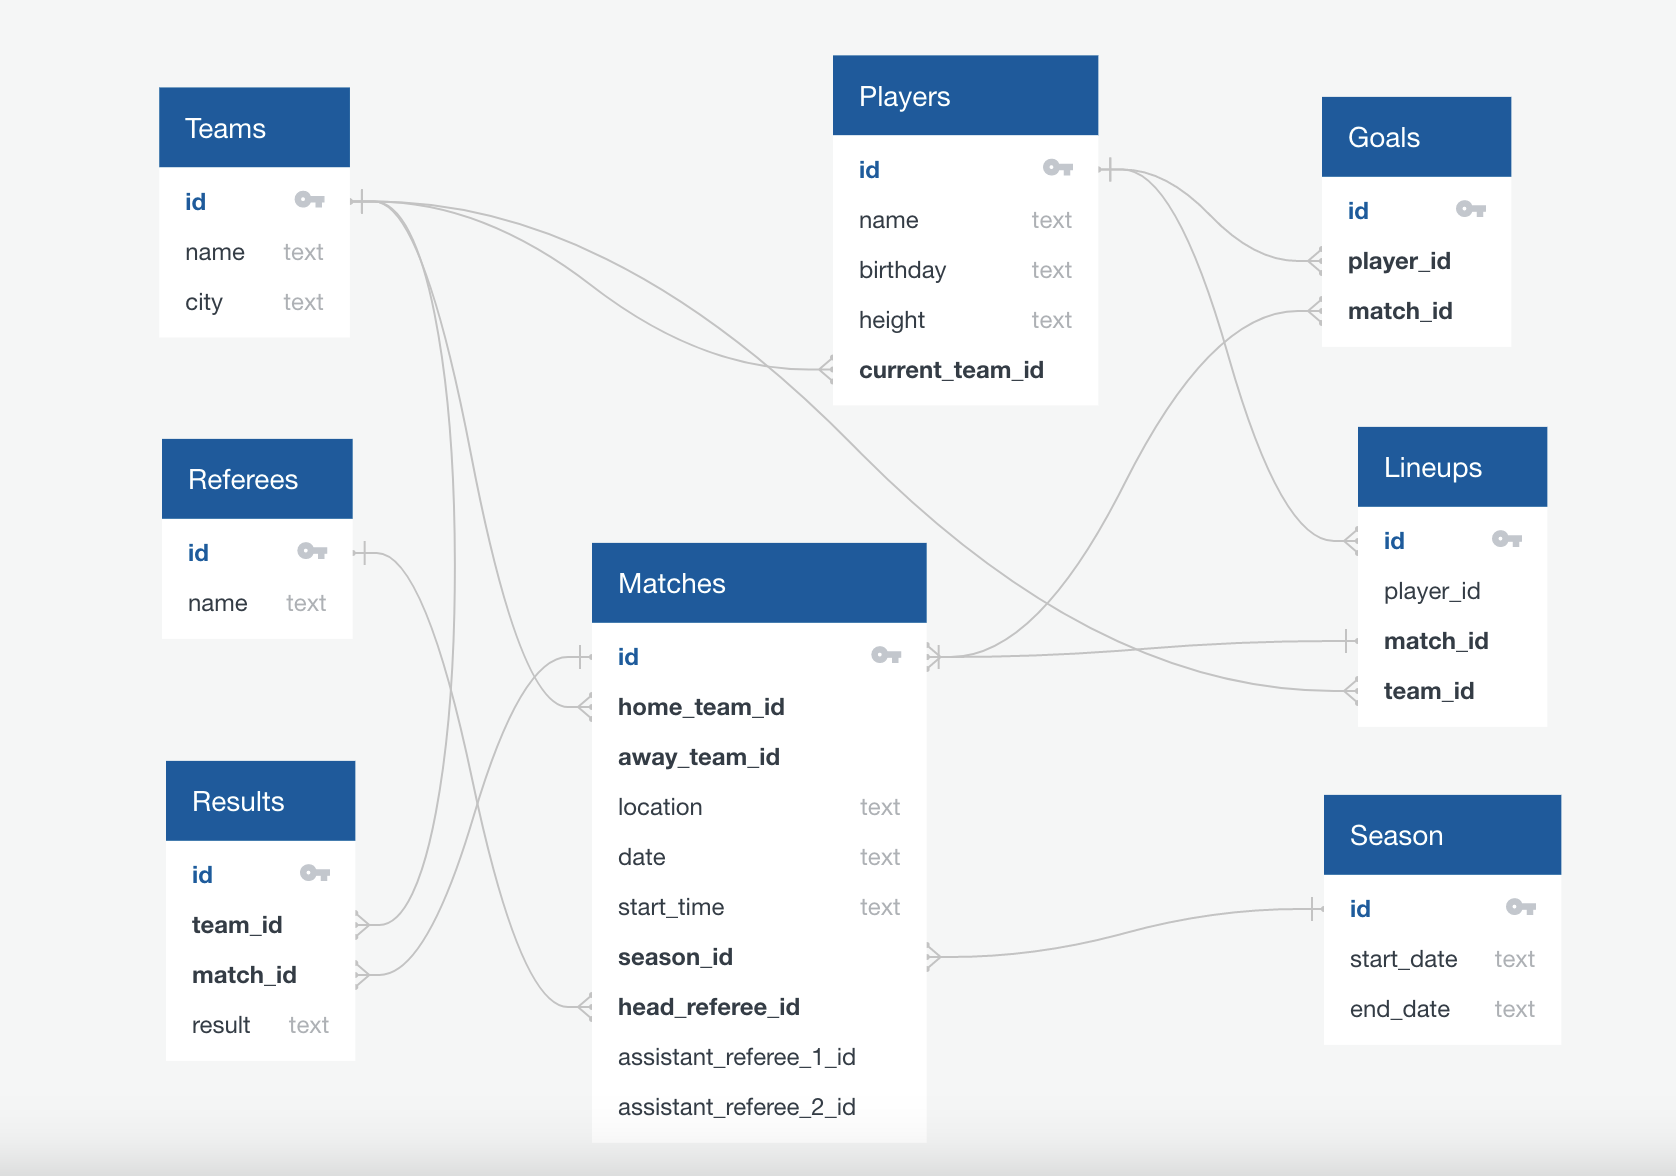 Teams
id
name text
city text
Players
id
name text
birthday text
height text
current_team_id
Goals
id
player_id
match_id
Referees
id
name text
Lineups
id
player_id
match_id
team_id
Matches
id
home_team_id
away_team_id
location text
date text
start_time text
season_id
head_referee_id
assistant_referee_1_id
assistant_referee_2_id
Results
id
team_id
match_id
result text
Season
id
start_date text
end_date text